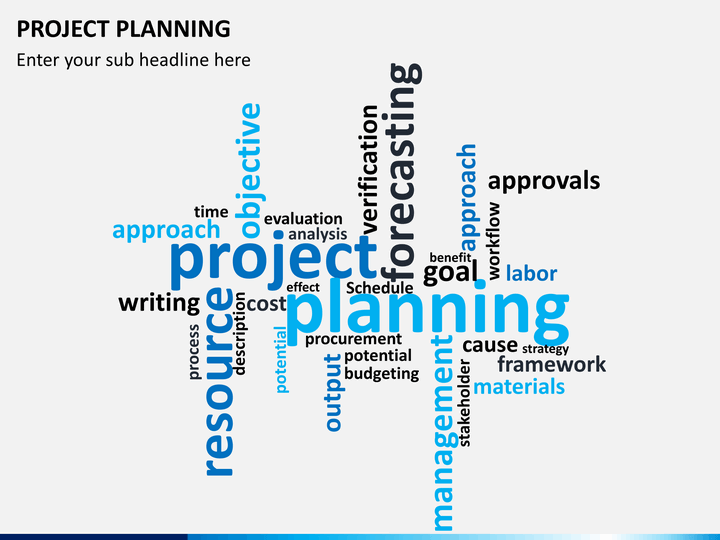 PROJECT PLANNING
Enter your sub headline here
objective
verification
forecasting
approach
approvals
time
evaluation
workflow
approach
analysis
project
benefit
goal
labor
writing
resource
description
cost
effect
Schedule
planning
process
potential
procurement
output
potential
budgeting
management
cause
strategy
stakeholder
framework
materials